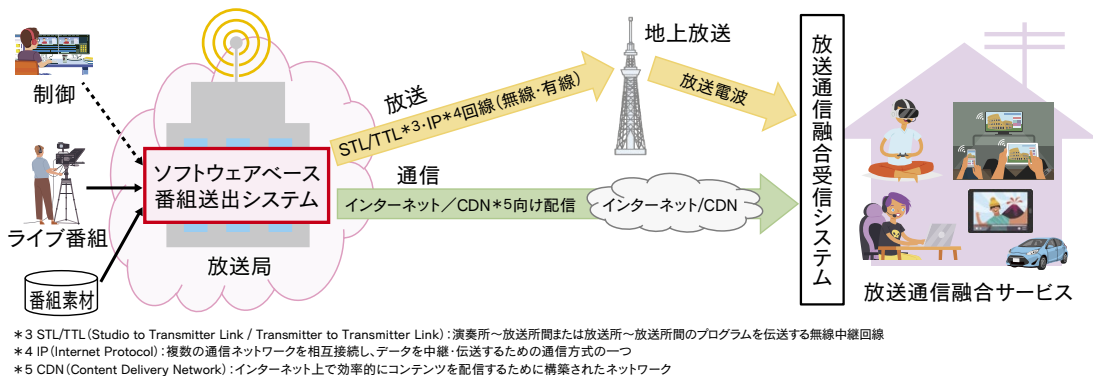 制御
ライブ番組
番組素材
ソフトウェアベース
番組送出システム
放送局
放送
STL/TTL*3・IP*4回線(無線・有線)
通信
インターネット／CDN*5向け配信
地上放送
放送電波
インターネット/CDN
放送通信融合受信システム
放送通信融合サービス
*3 STL/TTL(Studio to Transmitter Link / Transmitter to Transmitter Link)：演奏所〜放送所間または放送所〜放送所間のプログラムを伝送する無線中継回線
*4 IP(Internet Protocol)：複数の通信ネットワークを相互接続し、データを中継・伝送するための通信方式の一つ
*5 CDN(Content Delivery Network)：インターネット上で効率的にコンテンツを配信するために構築されたネットワーク